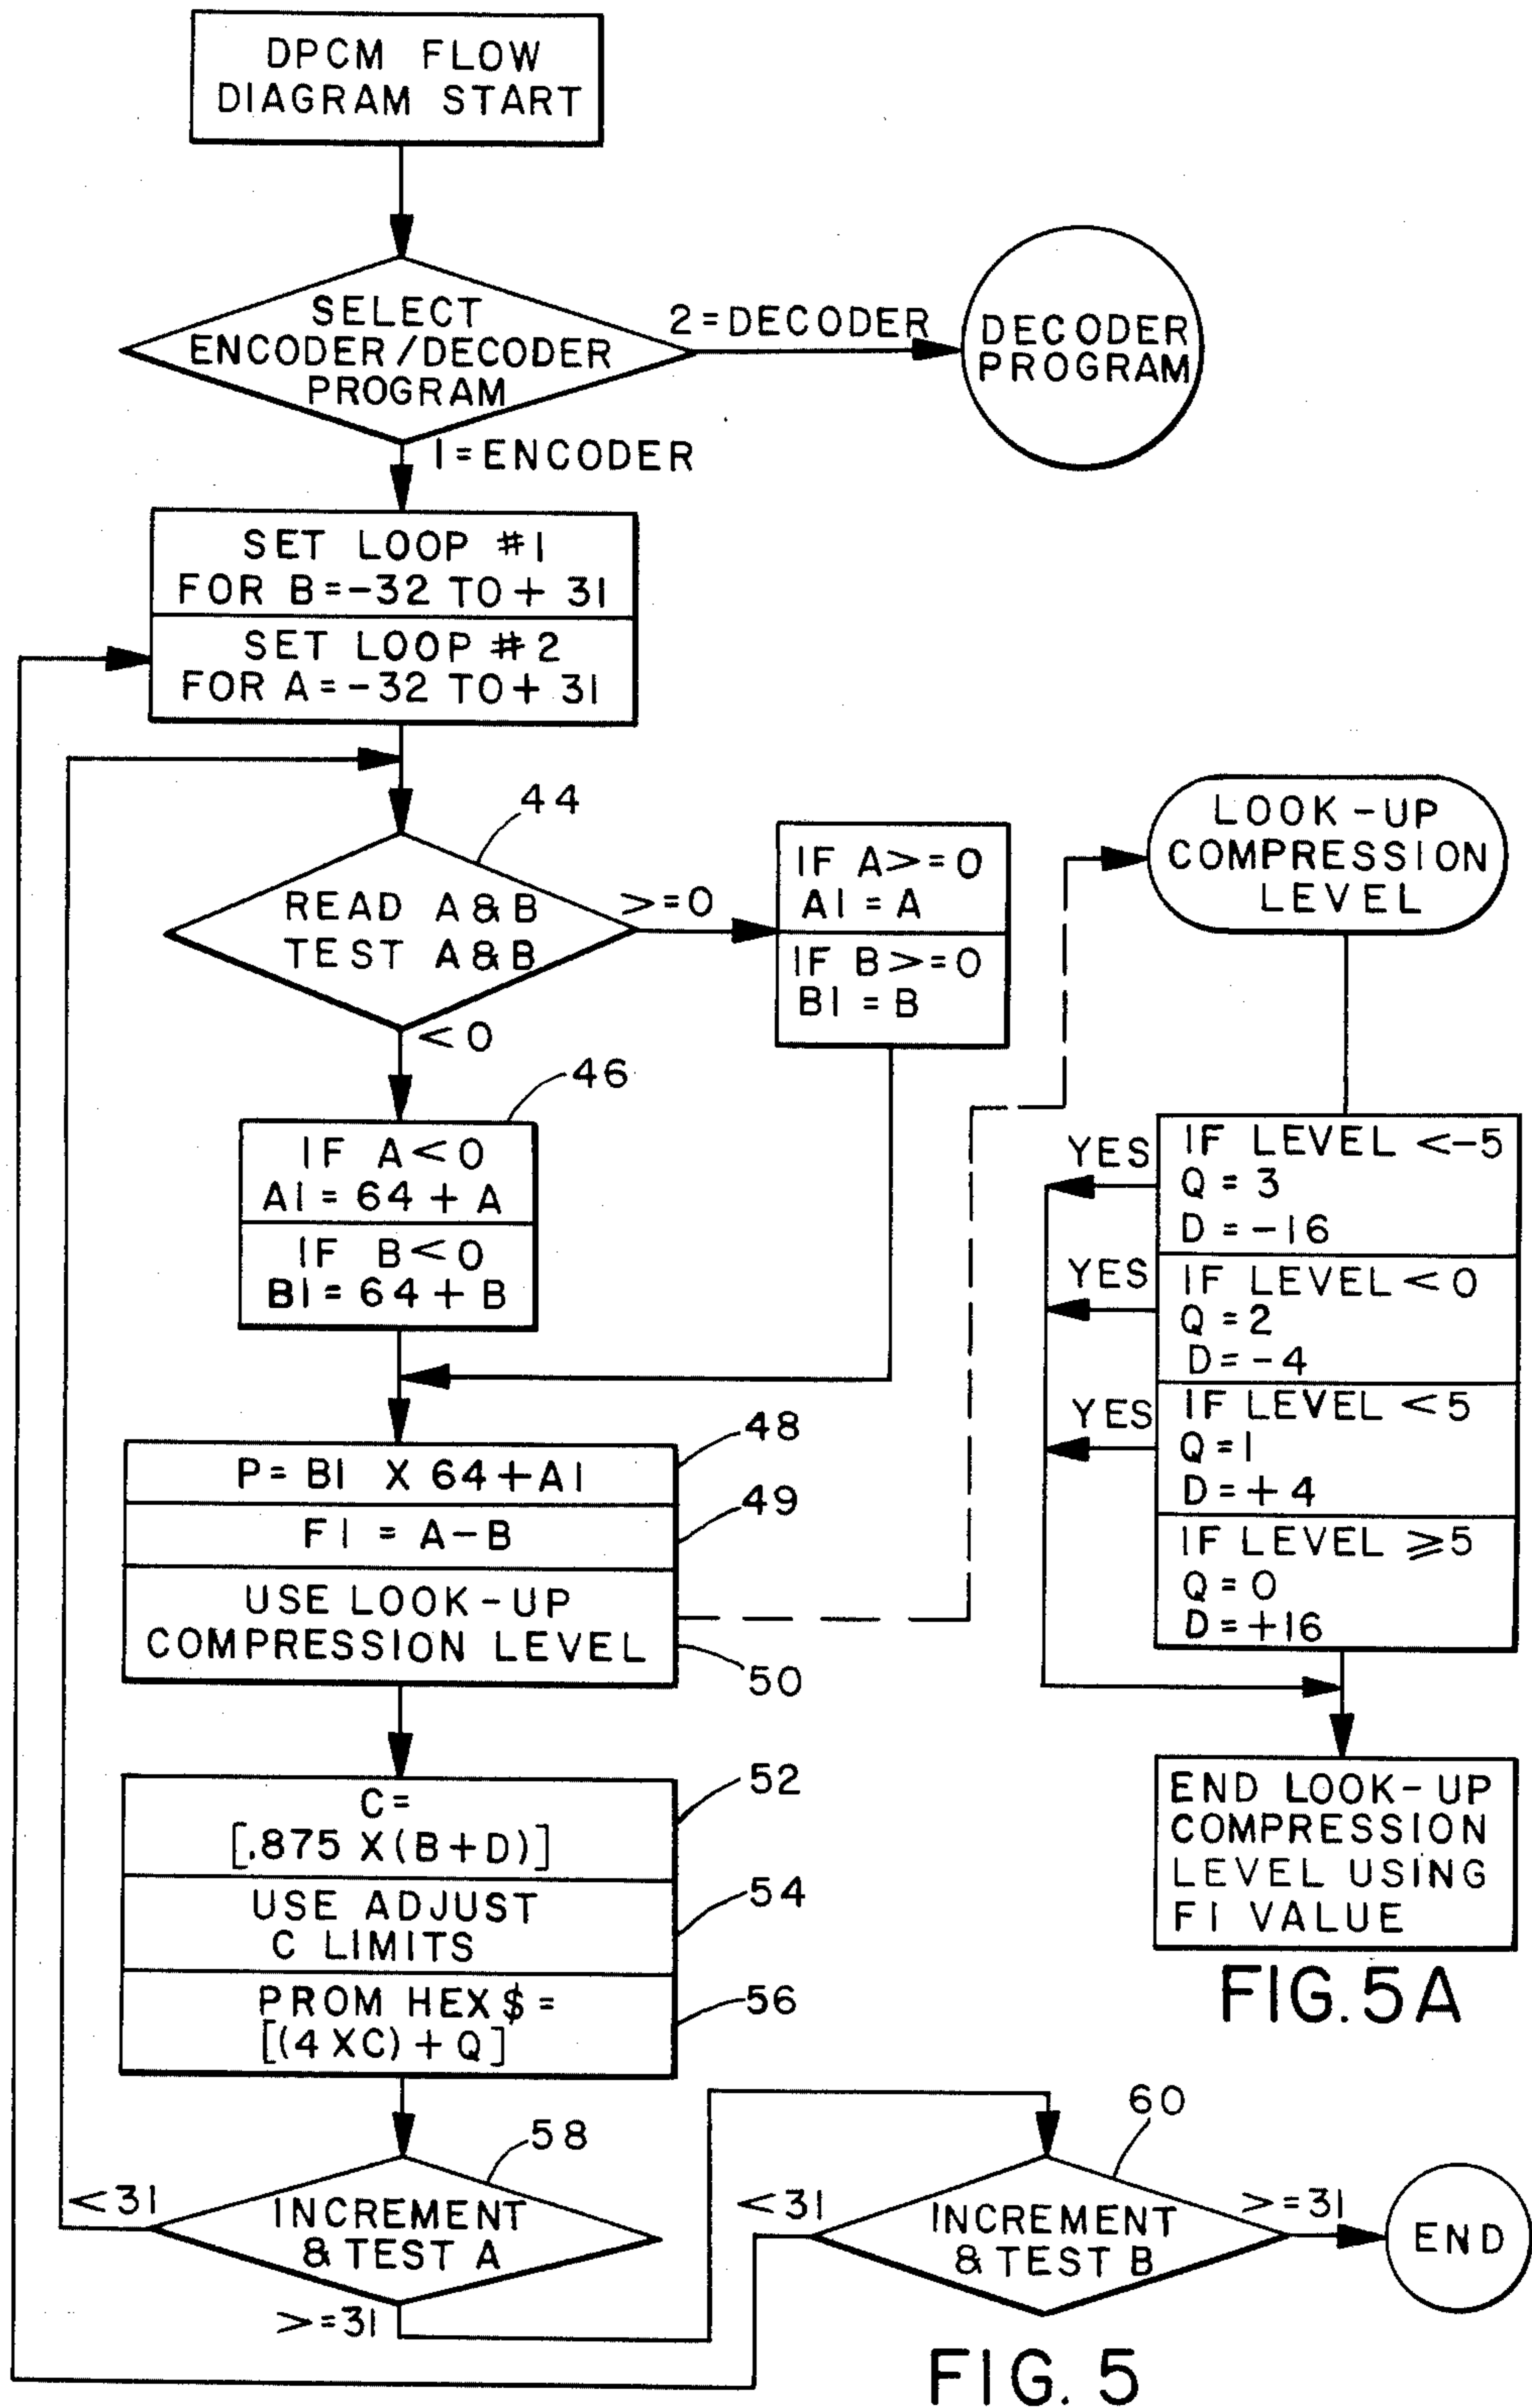 DPCM FLOW
DIAGRAM START
SELECT
ENCODER/DECODER
PROGRAM
2=DECODER
DECODER
PROGRAM
1=ENCODER
SET LOOP #1
FOR B=-32 TO + 31
SET LOOP #2
FOR A=-32 TO + 31
44
READ A&B
TEST A&B
>=0
IF A>=0
A1=A
IF B>=0
B1=B
<0
46
IF A<0
A1=64+A
IF B<0
B1=64+B
P=B1 X 64+A1
48
F1 = A-B
49
USE LOOK-UP
COMPRESSION LEVEL
50
C=
[.875 X(B+D)]
52
USE ADJUST
C LIMITS
54
PROM HEX$=
[(4XC)+Q]
56
58
<31
INCREMENT
& TEST A
>=31
60
<31
INCREMENT
& TEST B
>=31
END
FIG. 5
LOOK-UP
COMPRESSION
LEVEL
YES
IF LEVEL <-5
Q=3
D=-16
YES
IF LEVEL <0
Q=2
D=-4
YES
IF LEVEL <5
Q=1
D=+4
IF LEVEL ⩾5
Q=0
D=+16
END LOOK-UP
COMPRESSION
LEVEL USING
F1 VALUE
FIG. 5A